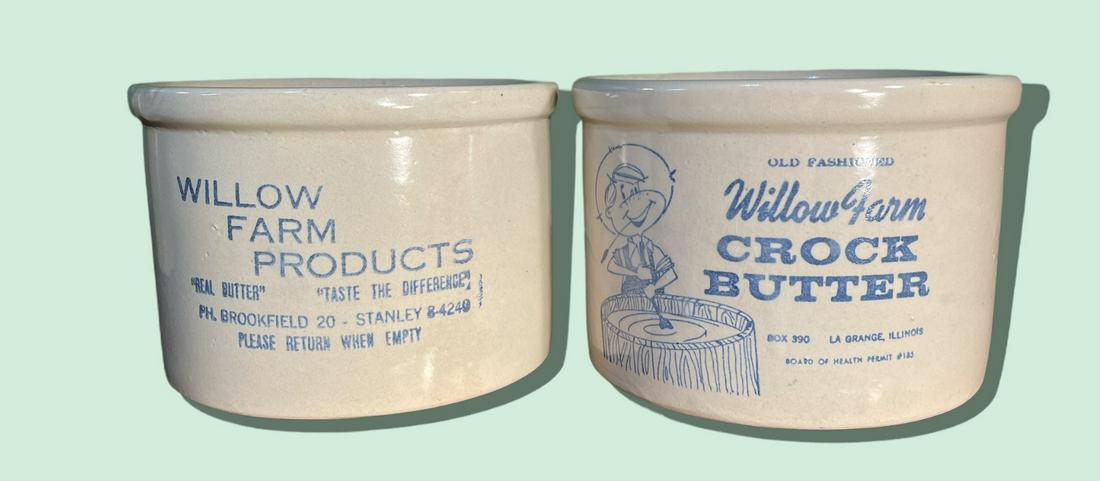 WILLOW
FARM
PRODUCTS
"REAL BUTTER" "TASTE THE DIFFERENCE"
PH. BROOKFIELD 20 - STANLEY 8-4240
PLEASE RETURN WHEN EMPTY
OLD FASHIONED
Willow Farm
CROCK
BUTTER
BOX 390 LA GRANGE, ILLINOIS
BOARD OF HEALTH PERMIT #135